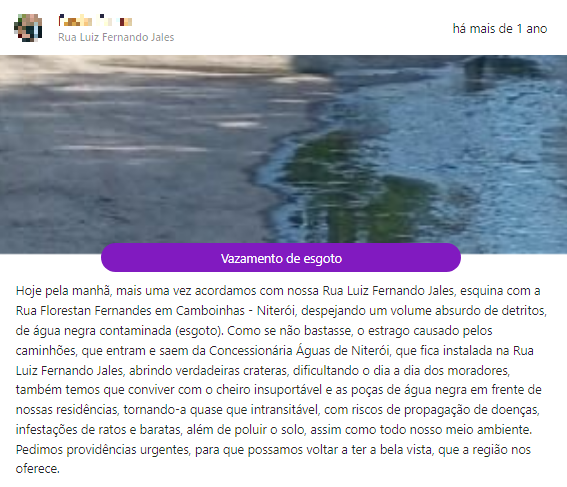 Rua Luiz Fernando Jales
há mais de 1 ano
Vazamento de esgoto
Hoje pela manhã, mais uma vez acordamos com nossa Rua Luiz Fernando Jales, esquina com a
Rua Florestan Fernandes em Camboinhas - Niterói, despejando um volume absurdo de detritos,
de água negra contaminada (esgoto). Como se não bastasse, o estrago causado pelos
caminhões, que entram e saem da Concessionária Águas de Niterói, que fica instalada na Rua
Luiz Fernando Jales, abrindo verdadeiras crateras, dificultando o dia a dia dos moradores,
também temos que conviver com o cheiro insuportável e as poças de água negra em frente de
nossas residências, tornando-a quase que intransitável, com riscos de propagação de doenças,
infestações de ratos e baratas, além de poluir o solo, assim como todo nosso meio ambiente.
Pedimos providências urgentes, para que possamos voltar a ter a bela vista, que a região nos
oferece.